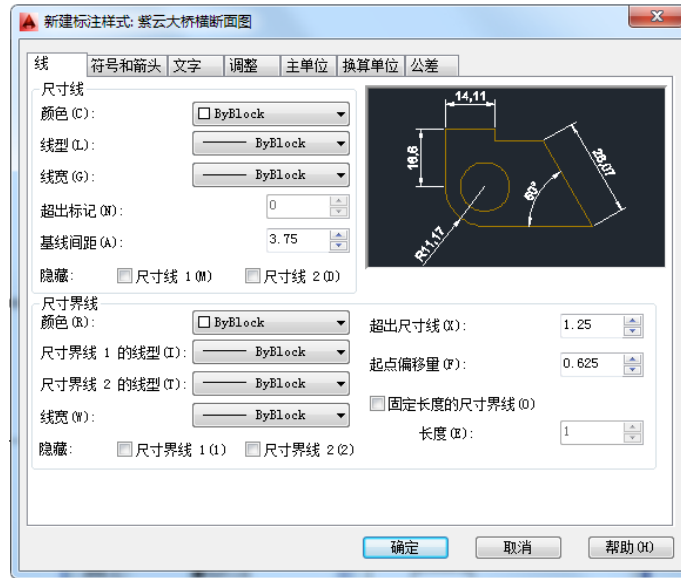 新建标注样式: 紫云大桥横断面图
线 符号和箭头 文字 调整 主单位 换算单位 公差
尺寸线
颜色(C): ByBlock
线型(L): ByBlock
线宽(G): ByBlock
超出标记(N): 0
基线间距(A): 3.75
隐藏: 尺寸线 1(M) 尺寸线 2(D)
14,11
16,6
28,07
60°
R11,17
尺寸界线
颜色(R): ByBlock
尺寸界线 1 的线型(I): ByBlock
尺寸界线 2 的线型(T): ByBlock
线宽(W): ByBlock
隐藏: 尺寸界线 1(1) 尺寸界线 2(2)
超出尺寸线(X): 1.25
起点偏移量(F): 0.625
固定长度的尺寸界线(O)
长度(E): 1
确定 取消 帮助(H)